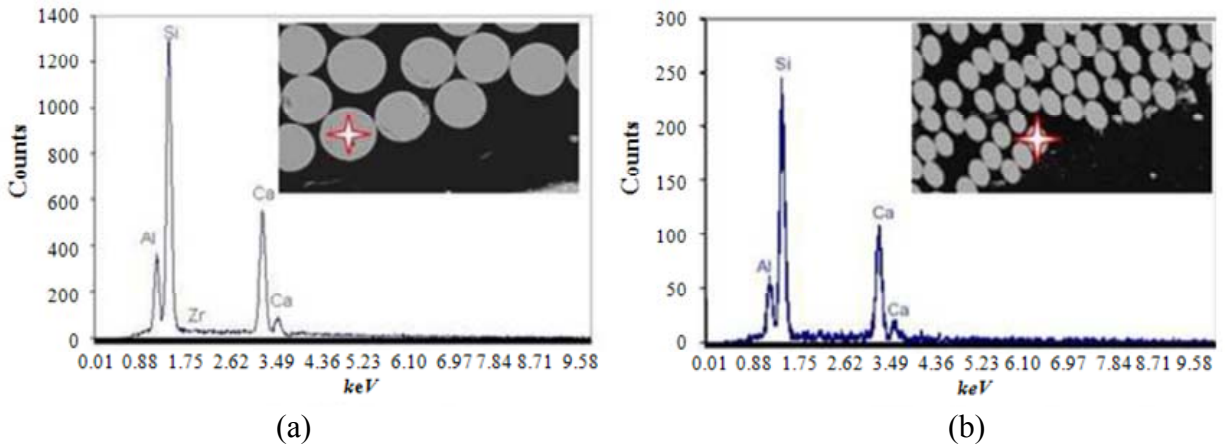 1400
1200
1000
800
600
400
200
0
Counts
Si
Al
Zr
Ca
Ca
0.01 0.88 1.75 2.62 3.49 4.56 5.23 6.10 6.97 7.84 8.71 9.58
keV
(a)
300
250
200
150
100
50
0
Counts
Si
Al
Ca
Ca
0.01 0.88 1.75 2.62 3.49 4.36 5.23 6.10 6.97 7.84 8.71 9.58
keV
(b)